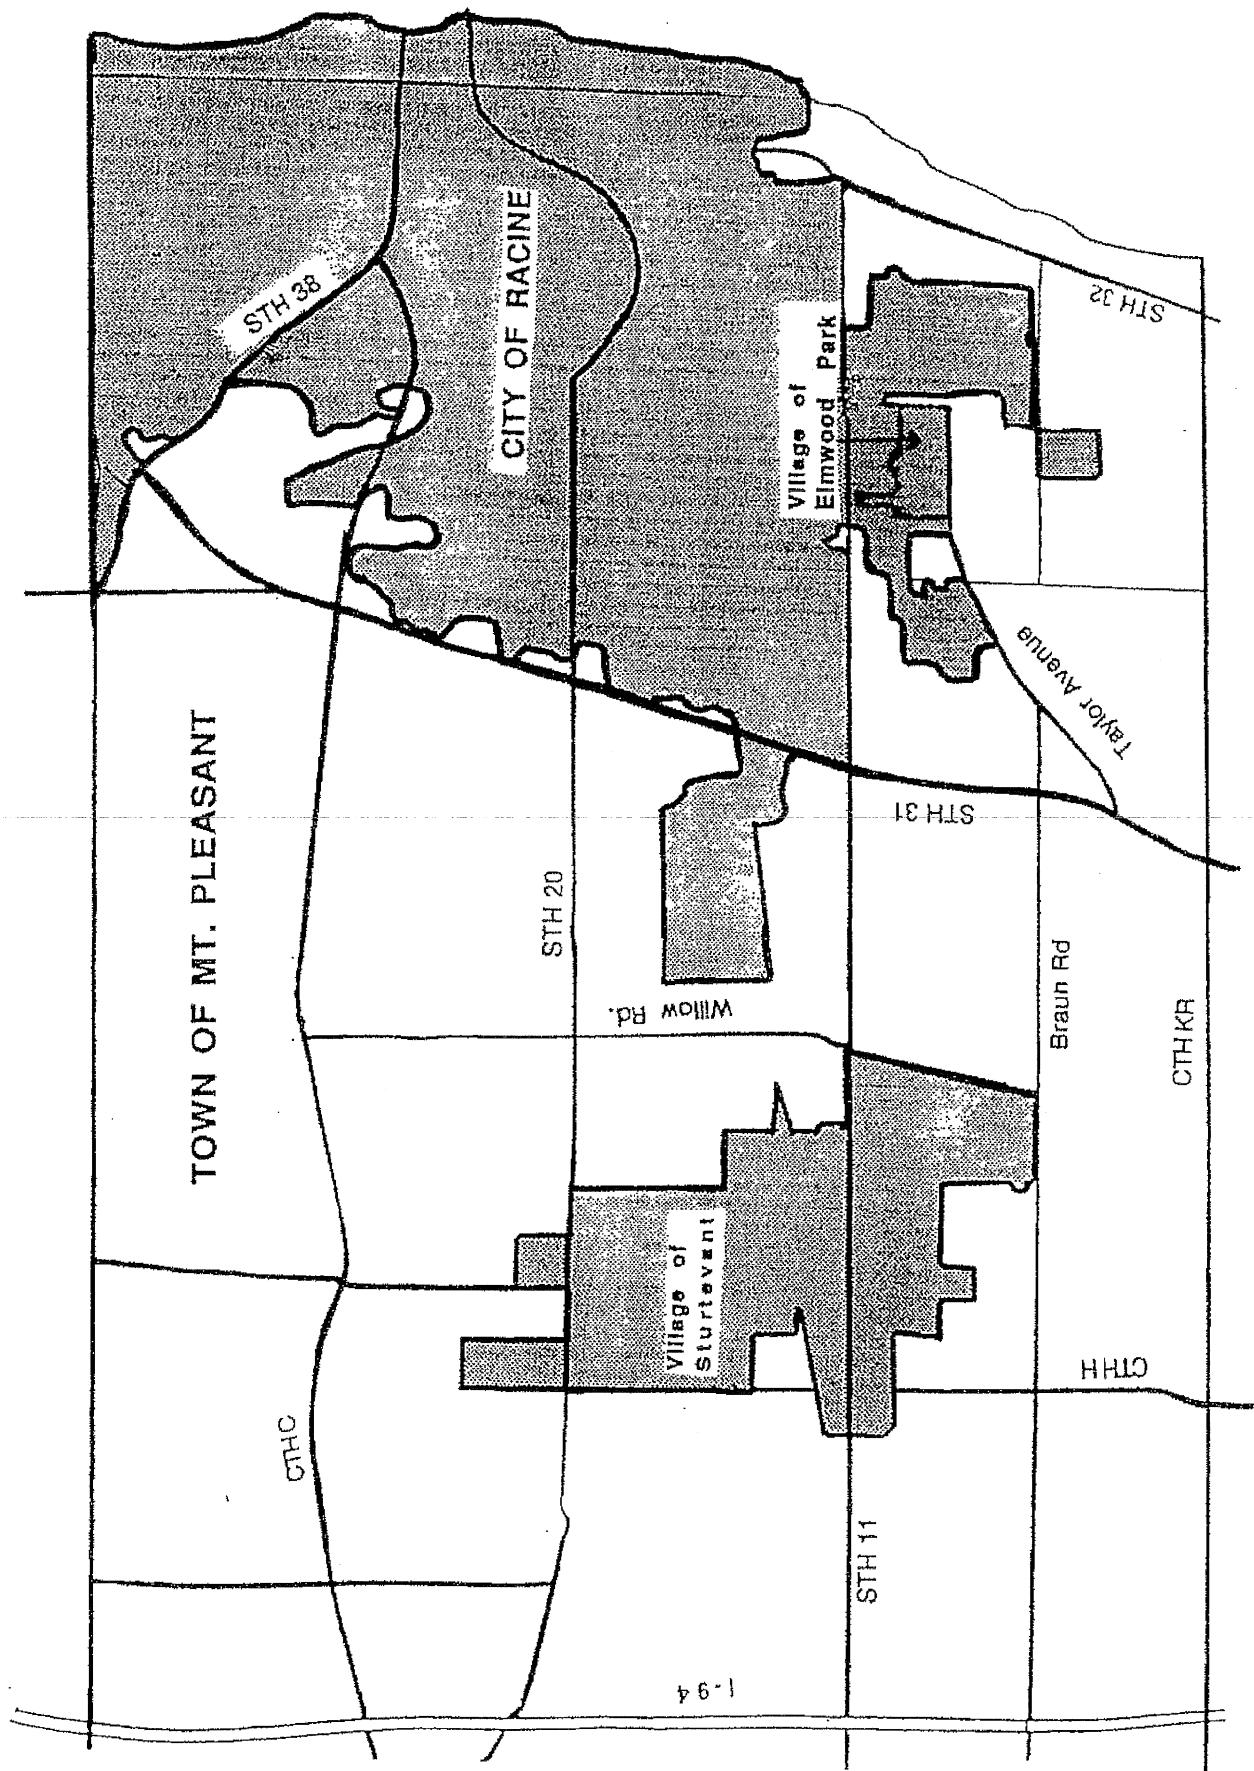 TOWN OF MT. PLEASANT
CITY OF RACINE
STH 38
Village of
Elmwood Park
STH 32
Taylor Avenue
STH 31
STH 20
Willow Rd.
Braun Rd
CTH KR
Village of
Sturtevant
CTH H
CTH C
STH 11
I-94